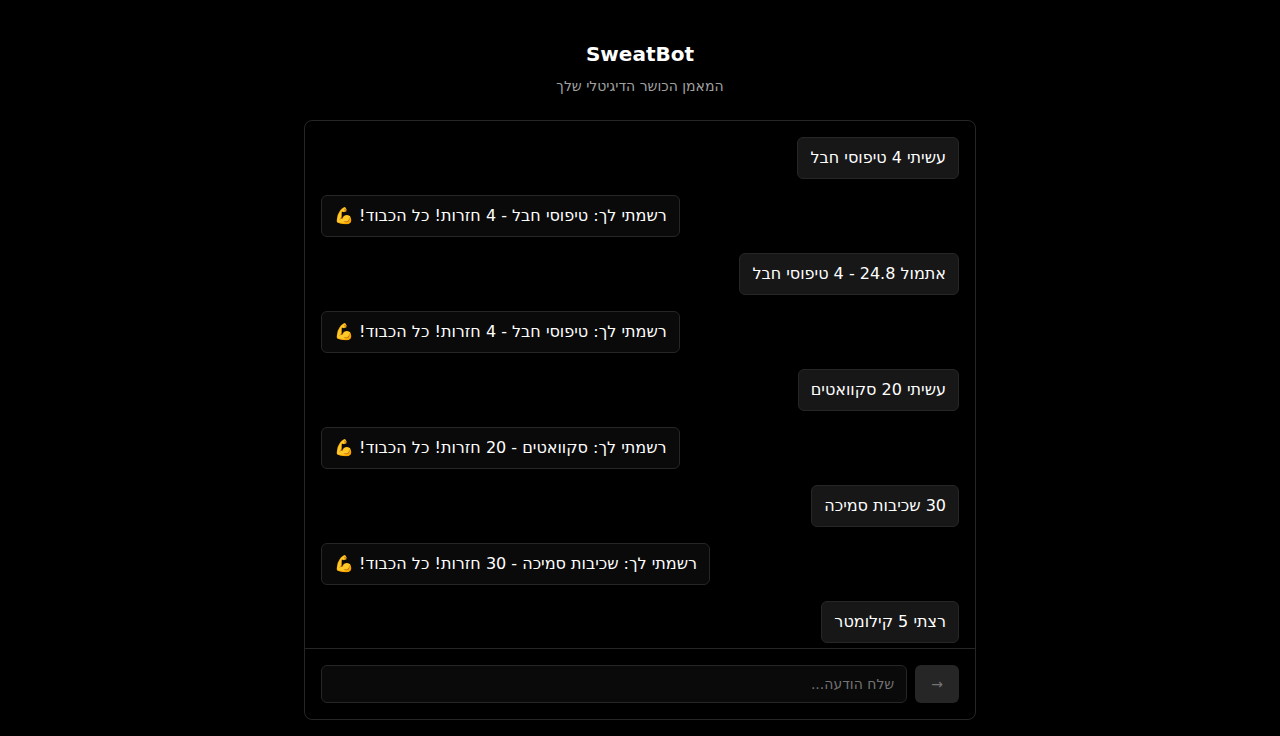 SweatBot
המאמן הכושר הדיגיטלי שלך
עשיתי 4 טיפוסי חבל
רשמתי לך: טיפוסי חבל - 4 חזרות! כל הכבוד! 💪
אתמול 24.8 - 4 טיפוסי חבל
רשמתי לך: טיפוסי חבל - 4 חזרות! כל הכבוד! 💪
עשיתי 20 סקוואטים
רשמתי לך: סקוואטים - 20 חזרות! כל הכבוד! 💪
30 שכיבות סמיכה
רשמתי לך: שכיבות סמיכה - 30 חזרות! כל הכבוד! 💪
רצתי 5 קילומטר
שלח הודעה...
→